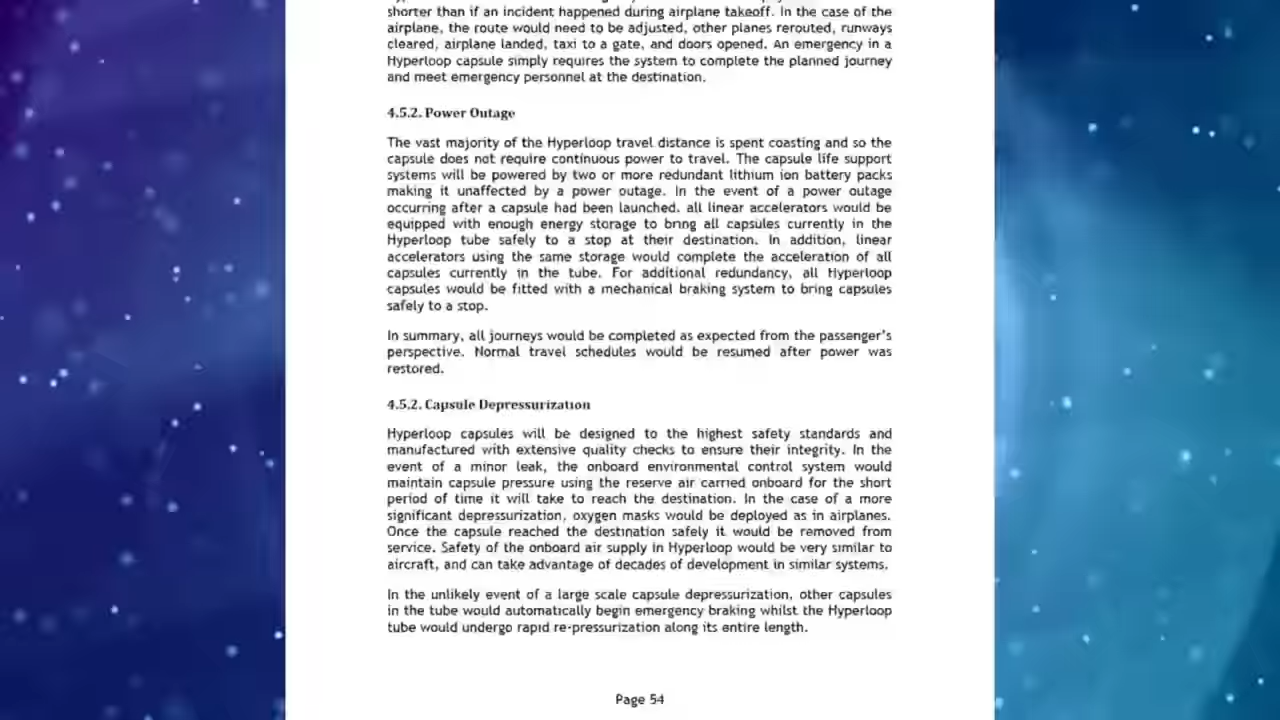 shorter than if an incident happened during airplane takeoff. In the case of the
airplane, the route would need to be adjusted, other planes rerouted, runways
cleared, airplane landed, taxi to a gate, and doors opened. An emergency in a
Hyperloop capsule simply requires the system to complete the planned journey
and meet emergency personnel at the destination.
4.5.2. Power Outage
The vast majority of the Hyperloop travel distance is spent coasting and so the
capsule does not require continuous power to travel. The capsule life support
systems will be powered by two or more redundant lithium ion battery packs
making it unaffected by a power outage. In the event of a power outage
occurring after a capsule had been launched, all linear accelerators would be
equipped with enough energy storage to bring all capsules currently in the
Hyperloop tube safely to a stop at their destination. In addition, linear
accelerators using the same storage would complete the acceleration of all
capsules currently in the tube. For additional redundancy, all Hyperloop
capsules would be fitted with a mechanical braking system to bring capsules
safely to a stop.
In summary, all journeys would be completed as expected from the passenger's
perspective. Normal travel schedules would be resumed after power was
restored.
4.5.2. Capsule Depressurization
Hyperloop capsules will be designed to the highest safety standards and
manufactured with extensive quality checks to ensure their integrity. In the
event of a minor leak, the onboard environmental control system would
maintain capsule pressure using the reserve air carried onboard for the short
period of time it will take to reach the destination. In the case of a more
significant depressurization, oxygen masks would be deployed as in airplanes.
Once the capsule reached the destination safely it would be removed from
service. Safety of the onboard air supply in Hyperloop would be very similar to
aircraft, and can take advantage of decades of development in similar systems.
In the unlikely event of a large scale capsule depressurization, other capsules
in the tube would automatically begin emergency braking whilst the Hyperloop
tube would undergo rapid re-pressurization along its entire length.
Page 54